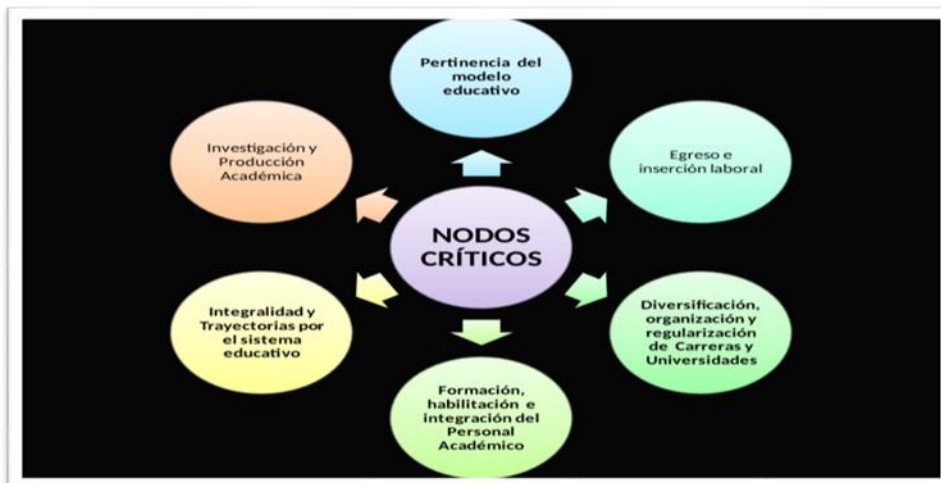 Pertinencia del
modelo
educativo
Egreso e
inserción laboral
Diversificación,
organización y
regularización
de Carreras y
Universidades
Formación,
habilitación e
integración del
Personal
Académico
Integralidad y
Trayectorias por
el sistema
educativo
Investigación y
Producción
Académica
NODOS
CRÍTICOS